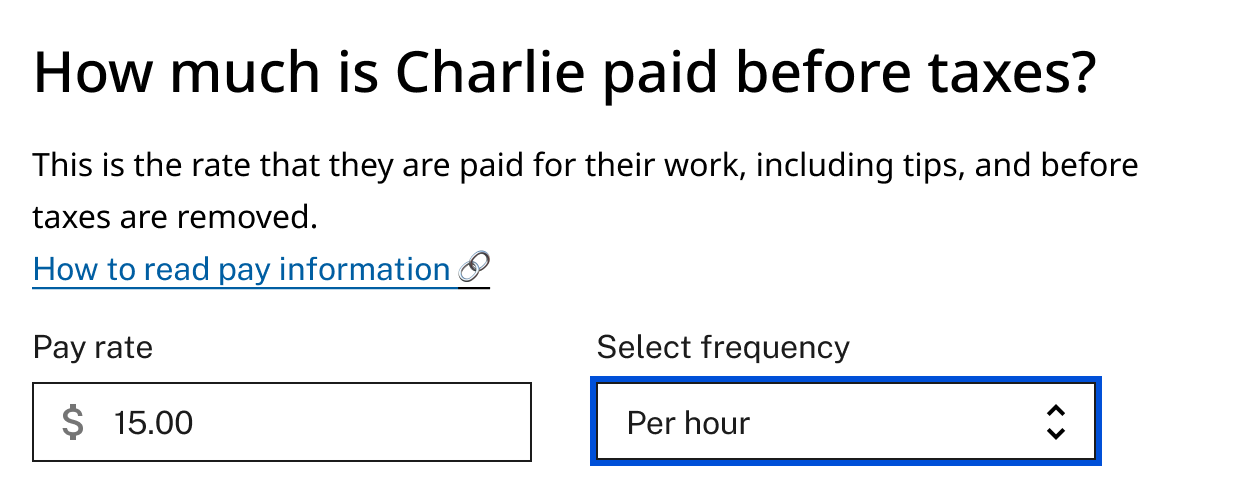 How much is Charlie paid before taxes?
This is the rate that they are paid for their work, including tips, and before
taxes are removed.
How to read pay information 🔗
Pay rate
Select frequency
$ 15.00
Per hour